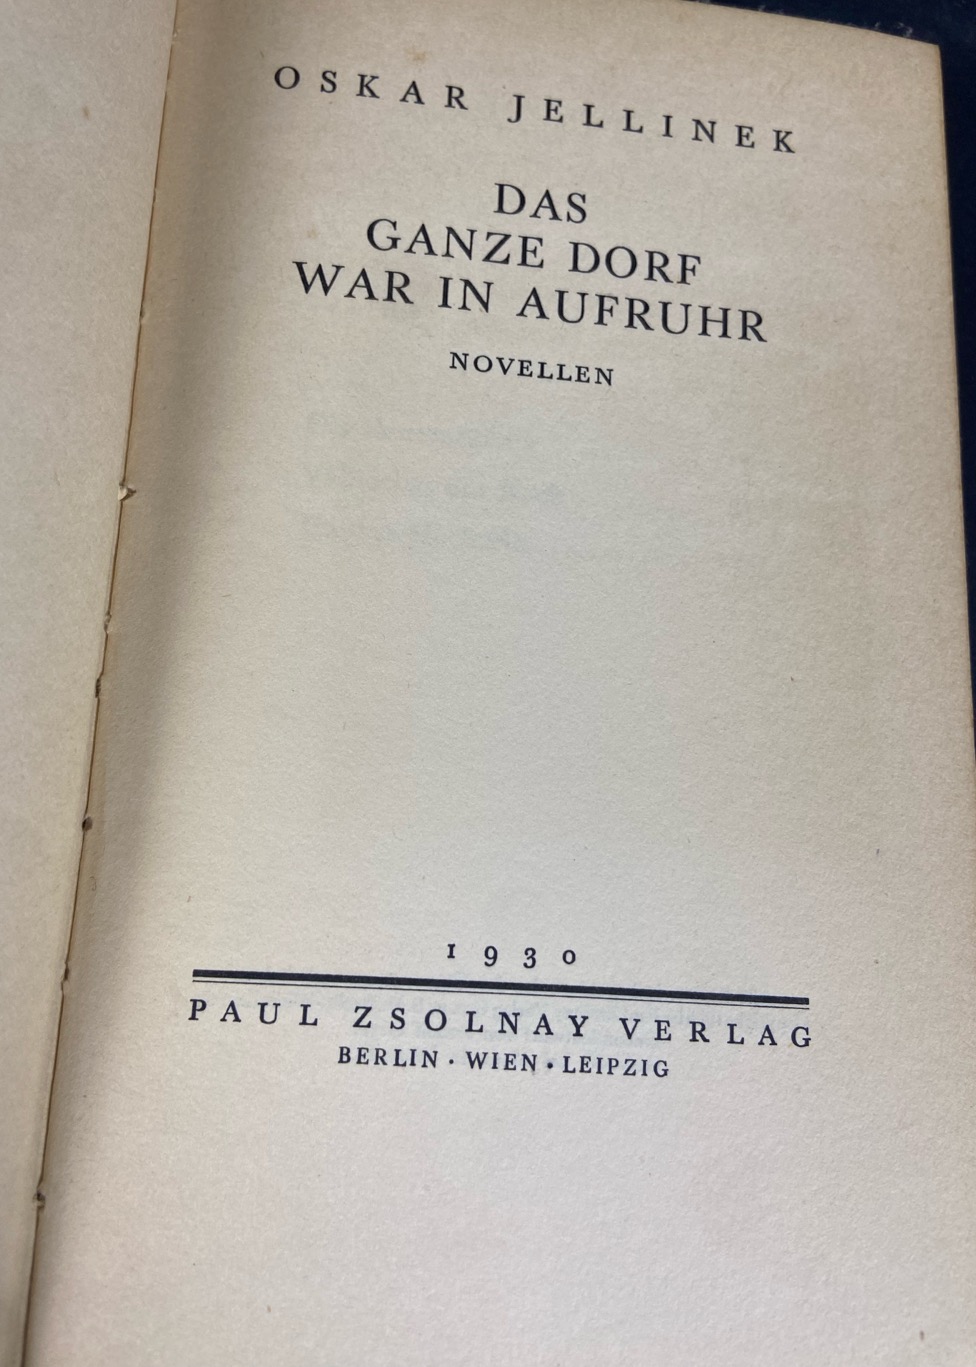 OSKAR JELLINEK
DAS
GANZE DORF
WAR IN AUFRUHR
NOVELLEN
1930
PAUL ZSOLNAY VERLAG
BERLIN · WIEN · LEIPZIG